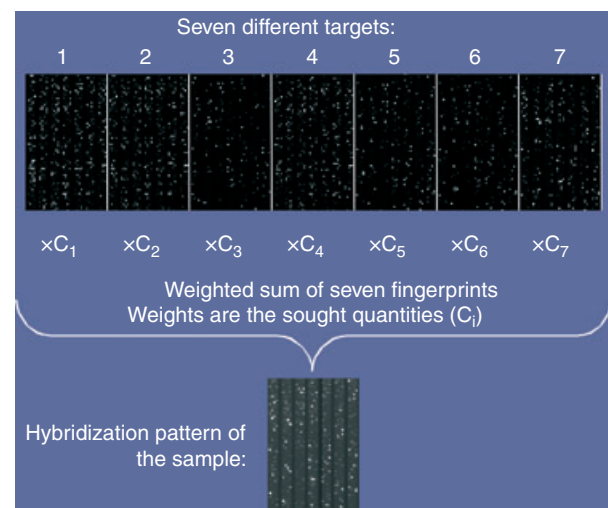 Seven different targets:
1 2 3 4 5 6 7
×C₁ ×C₂ ×C₃ ×C₄ ×C₅ ×C₆ ×C₇
Weighted sum of seven fingerprints
Weights are the sought quantities (Cᵢ)
Hybridization pattern of
the sample: